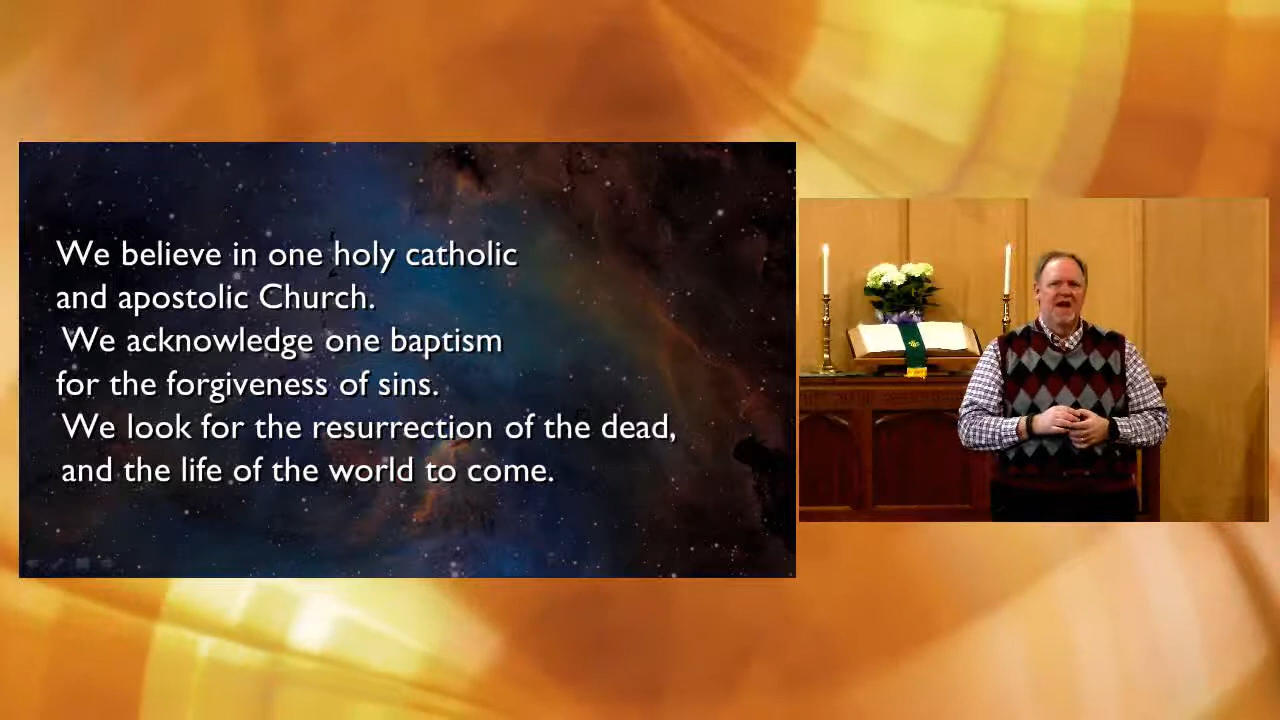 We believe in one holy catholic
and apostolic Church.
We acknowledge one baptism
for the forgiveness of sins.
We look for the resurrection of the dead,
and the life of the world to come.